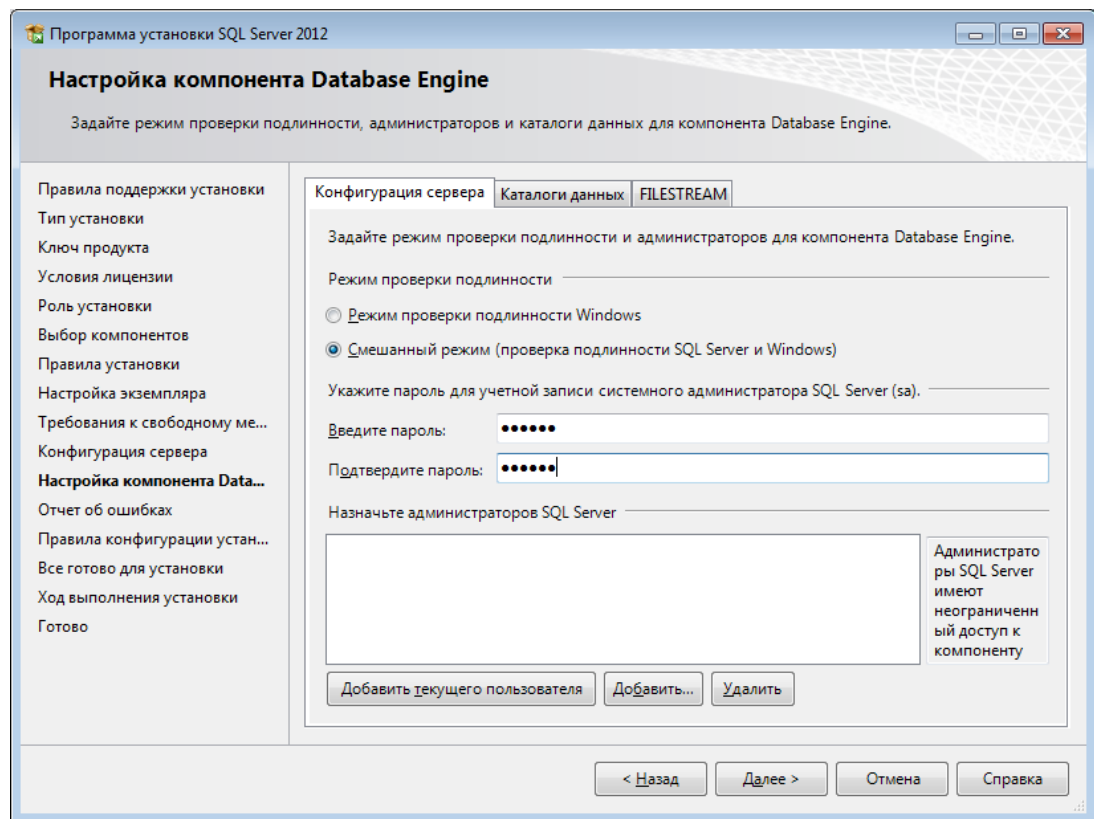 Программа установки SQL Server 2012
Настройка компонента Database Engine
Задайте режим проверки подлинности, администраторов и каталоги данных для компонента Database Engine.
Правила поддержки установки
Тип установки
Ключ продукта
Условия лицензии
Роль установки
Выбор компонентов
Правила установки
Настройка экземпляра
Требования к свободному ме...
Конфигурация сервера
Настройка компонента Data...
Отчет об ошибках
Правила конфигурации устан...
Все готово для установки
Ход выполнения установки
Готово
Конфигурация сервера Каталоги данных FILESTREAM
Задайте режим проверки подлинности и администраторов для компонента Database Engine.
Режим проверки подлинности
Режим проверки подлинности Windows
Смешанный режим (проверка подлинности SQL Server и Windows)
Укажите пароль для учетной записи системного администратора SQL Server (sa).
Введите пароль: ●●●●●●
Подтвердите пароль: ●●●●●●
Назначьте администраторов SQL Server
Администрато
ры SQL Server
имеют
неограниченн
ый доступ к
компоненту
Добавить текущего пользователя Добавить... Удалить
< Назад Далее > Отмена Справка